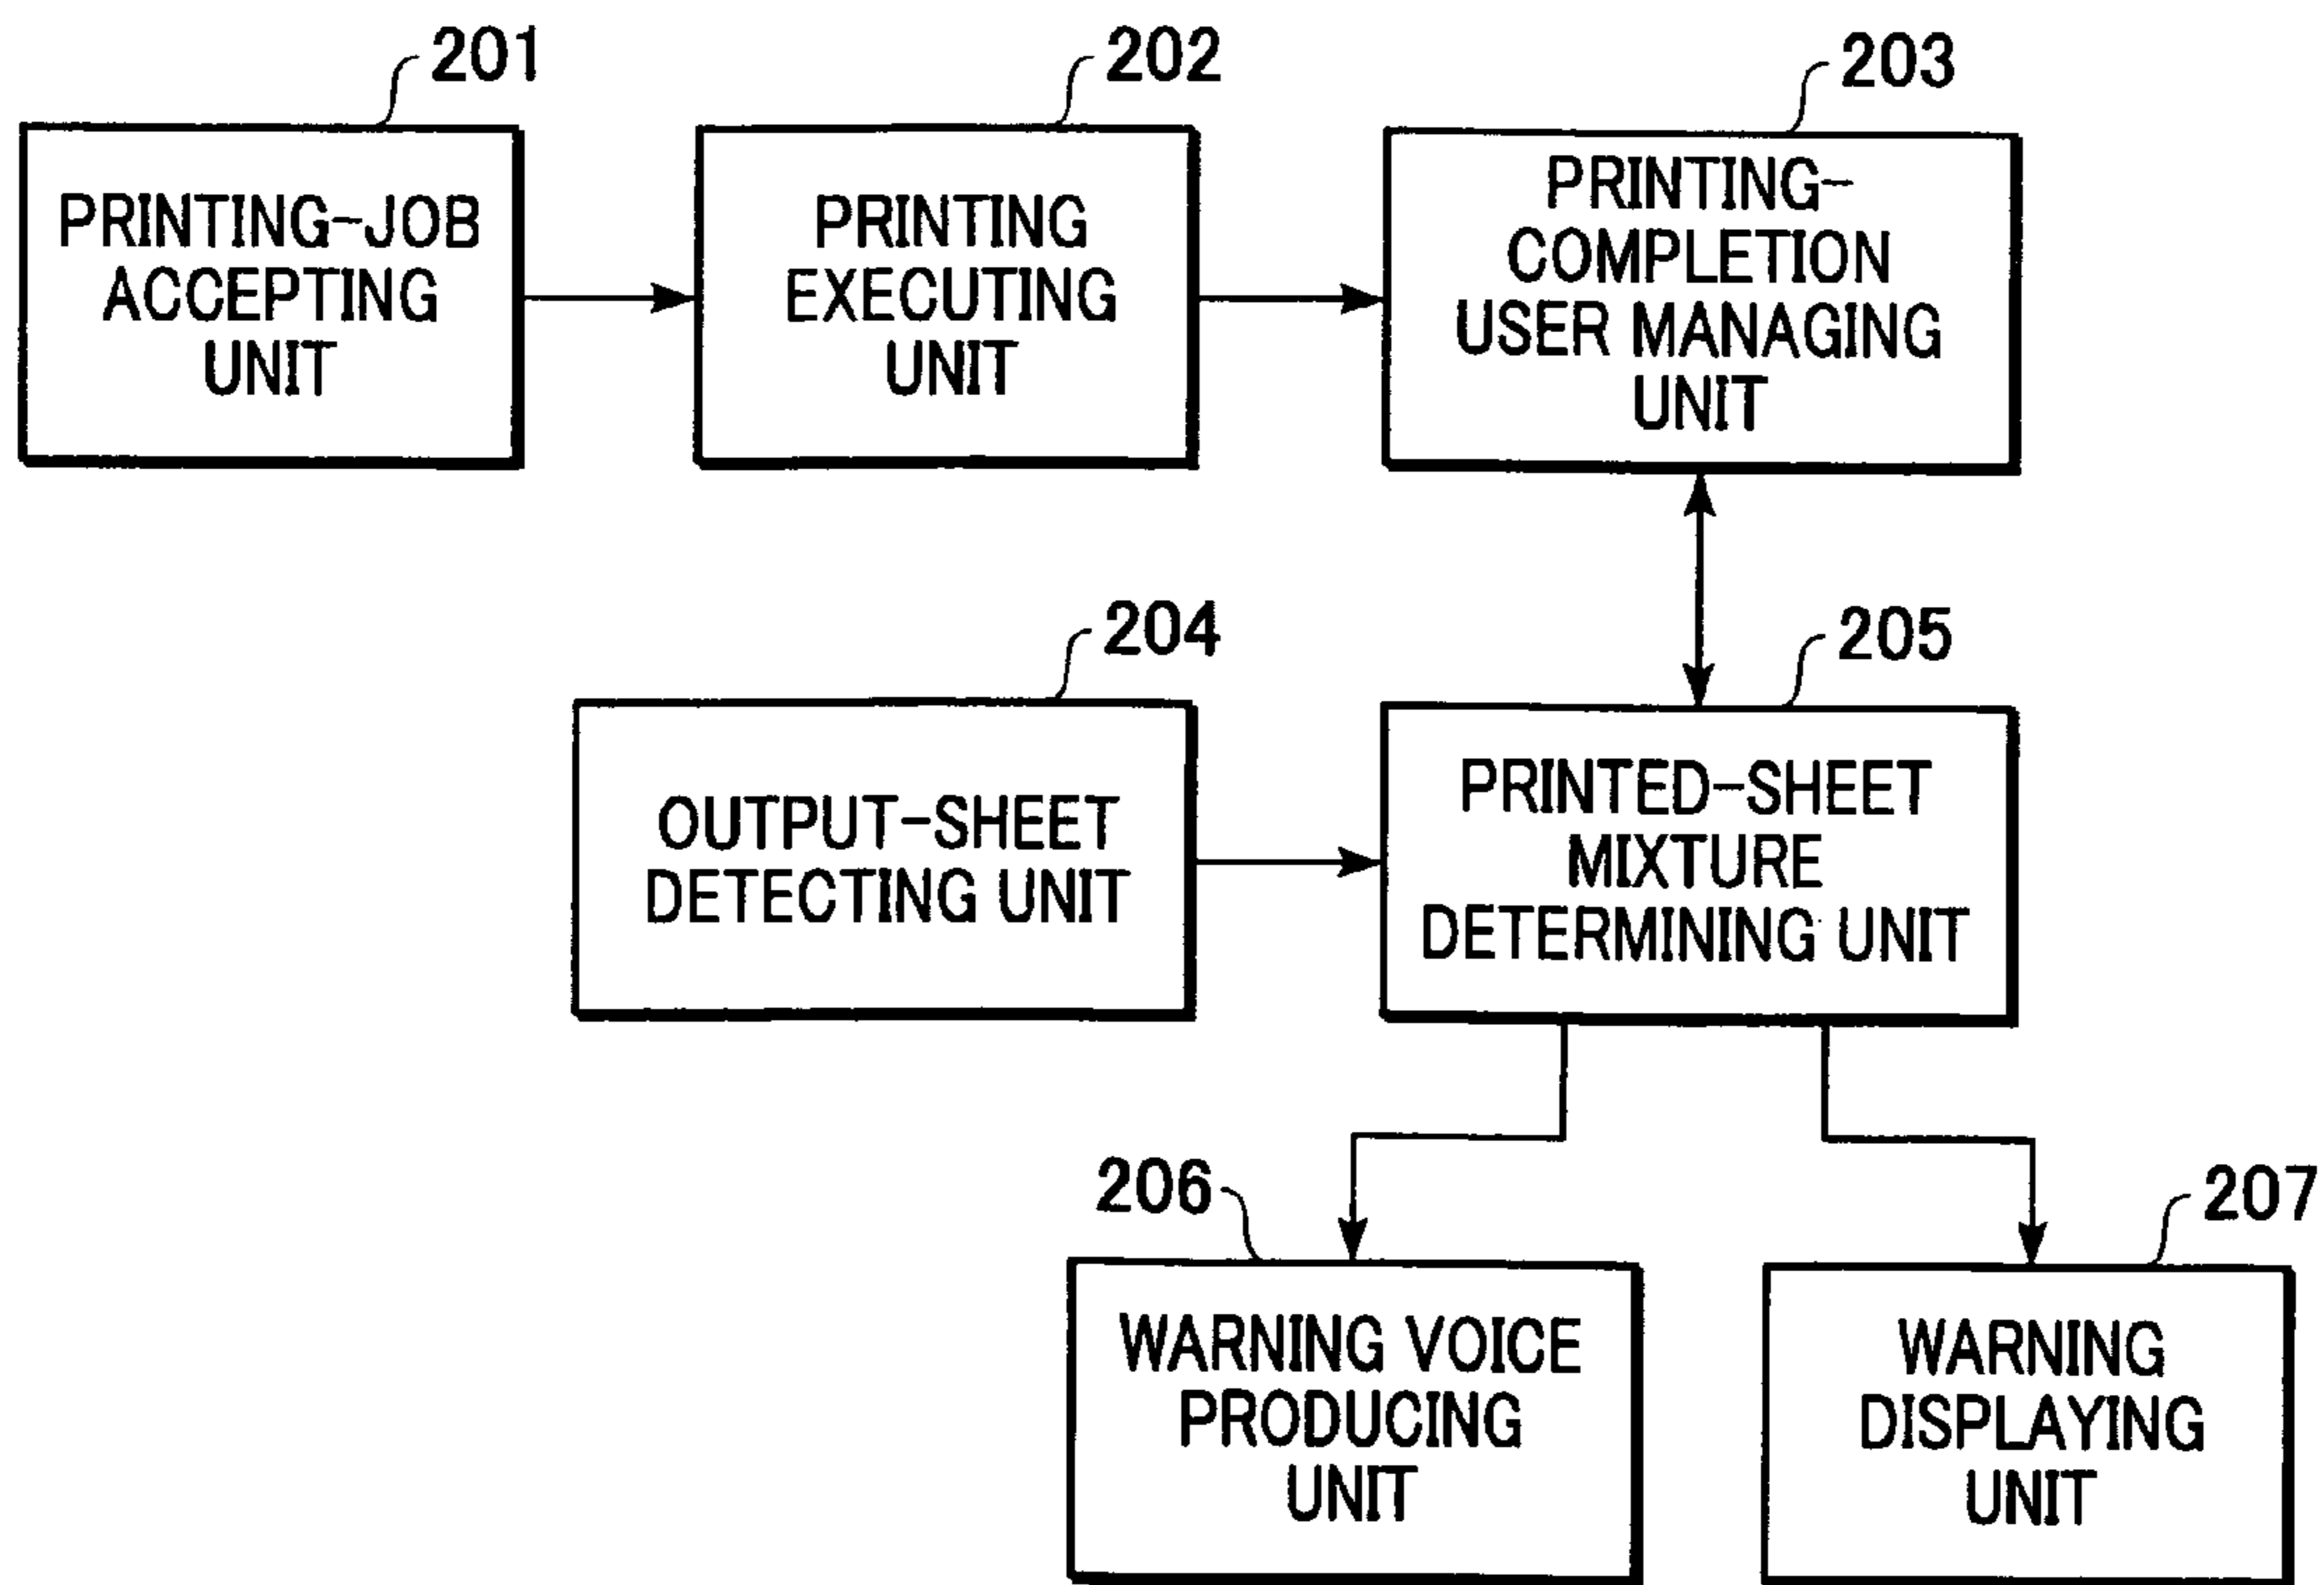 201
PRINTING-JOB
ACCEPTING
UNIT
202
PRINTING
EXECUTING
UNIT
203
PRINTING-
COMPLETION
USER MANAGING
UNIT
204
OUTPUT-SHEET
DETECTING UNIT
205
PRINTED-SHEET
MIXTURE
DETERMINING UNIT
206
WARNING VOICE
PRODUCING
UNIT
207
WARNING
DISPLAYING
UNIT